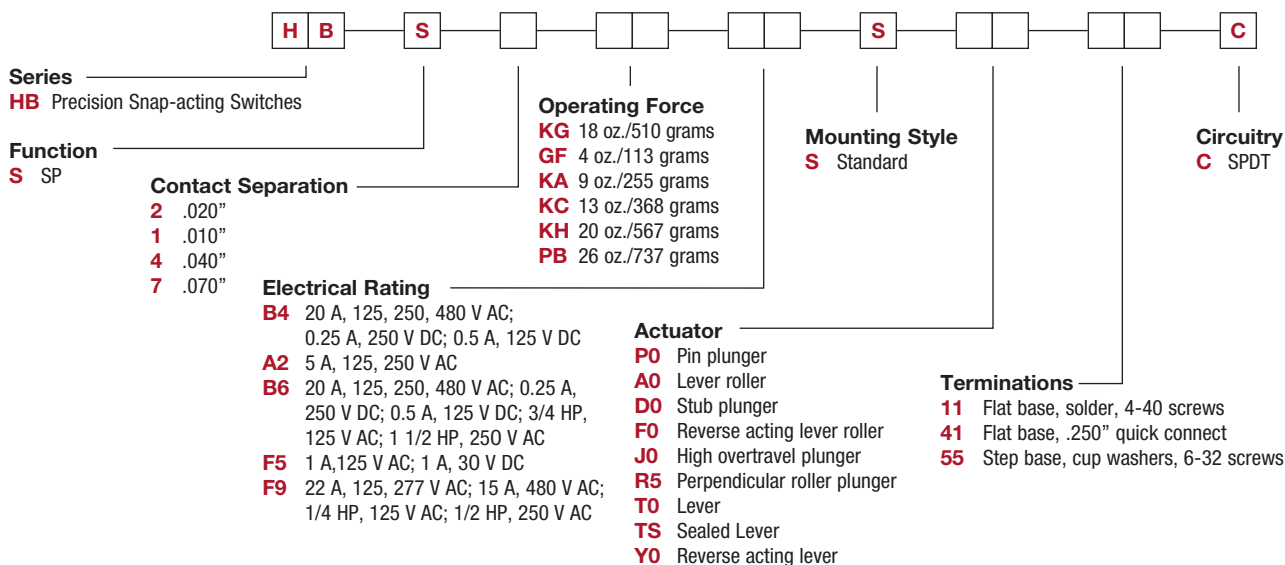 H B S S C
Series
HB Precision Snap-acting Switches
Function
S SP
Contact Separation
2 .020”
1 .010”
4 .040”
7 .070”
Operating Force
KG 18 oz./510 grams
GF 4 oz./113 grams
KA 9 oz./255 grams
KC 13 oz./368 grams
KH 20 oz./567 grams
PB 26 oz./737 grams
Electrical Rating
B4 20 A, 125, 250, 480 V AC;
0.25 A, 250 V DC; 0.5 A, 125 V DC
A2 5 A, 125, 250 V AC
B6 20 A, 125, 250, 480 V AC; 0.25 A,
250 V DC; 0.5 A, 125 V DC; 3/4 HP,
125 V AC; 1 1/2 HP, 250 V AC
F5 1 A,125 V AC; 1 A, 30 V DC
F9 22 A, 125, 277 V AC; 15 A, 480 V AC;
1/4 HP, 125 V AC; 1/2 HP, 250 V AC
Mounting Style
S Standard
Actuator
P0 Pin plunger
A0 Lever roller
D0 Stub plunger
F0 Reverse acting lever roller
J0 High overtravel plunger
R5 Perpendicular roller plunger
T0 Lever
TS Sealed Lever
Y0 Reverse acting lever
Terminations
11 Flat base, solder, 4-40 screws
41 Flat base, .250” quick connect
55 Step base, cup washers, 6-32 screws
Circuitry
C SPDT